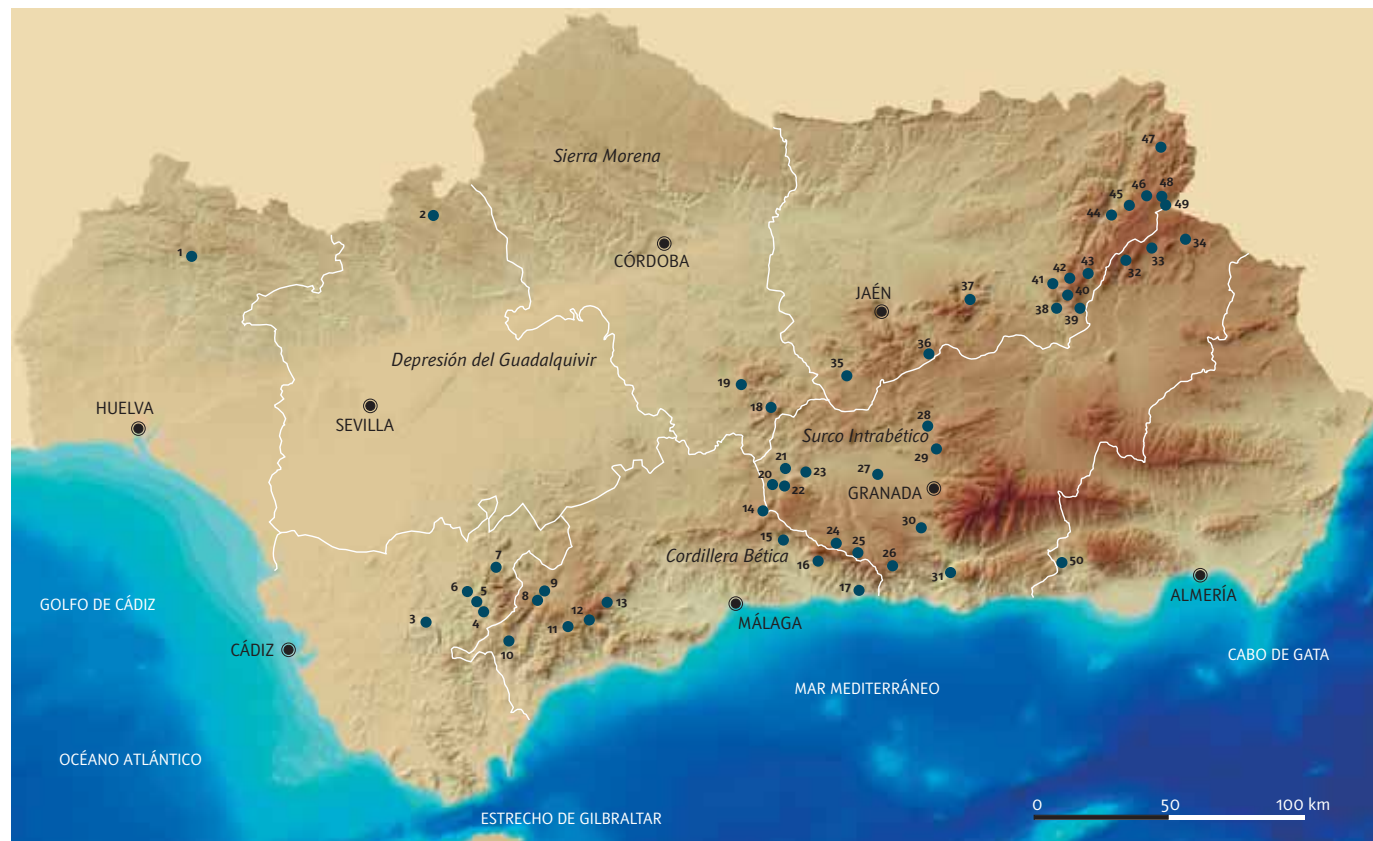 47
Sierra Morena
46
48
45
49
2
44
34
CÓRDOBA
33
1
32
42
43
41
37
40
JAÉN
38
39
36
Depresión del Guadalquivir
35
19
HUELVA
18
SEVILLA
28
Surco Intrabético
29
21
20
23
27
22
GRANADA
14
30
15
24
25
Cordillera Bética
7
16
26
31
50
6
5
9
8
17
ALMERÍA
GOLFO DE CÁDIZ
12
13
3
4
11
MÁLAGA
10
CÁDIZ
CABO DE GATA
MAR MEDITERRÁNEO
OCÉANO ATLÁNTICO
0 50 100 km
ESTRECHO DE GILBRALTAR